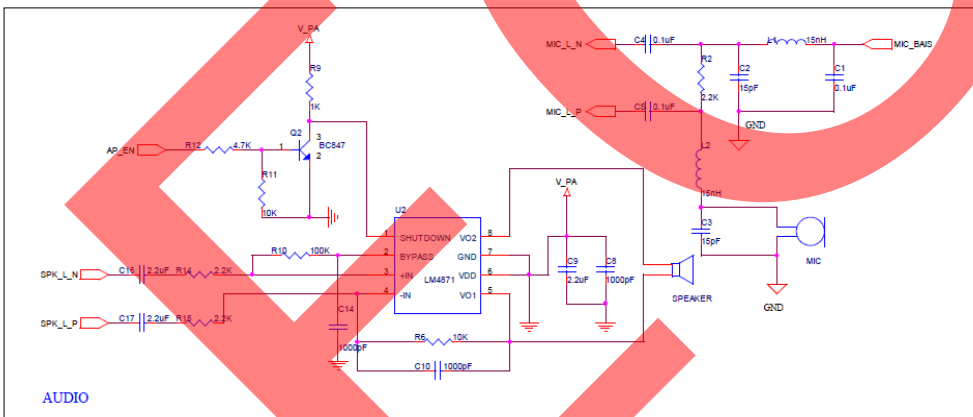 V_PA
R9
1K
Q2
3
1
BC847
2
AP_EN
R12
4.7K
R11
10K
MIC_L_N
C4
0.1uF
L1
15nH
MIC_BAIS
R2
2.2K
C2
15pF
C1
0.1uF
MIC_L_P
C5
0.1uF
GND
L2
15nH
C3
15pF
MIC
GND
V_PA
U2
1
SHUTDOWN
VO2
8
2
BYPASS
GND
7
3
+IN
VDD
6
LM4871
4
-IN
VO1
5
R10
100K
SPK_L_N
C16
2.2uF
R14
2.2K
SPK_L_P
C17
2.2uF
R15
2.2K
C14
1000pF
C9
2.2uF
C8
1000pF
SPEAKER
R6
10K
C10
1000pF
AUDIO